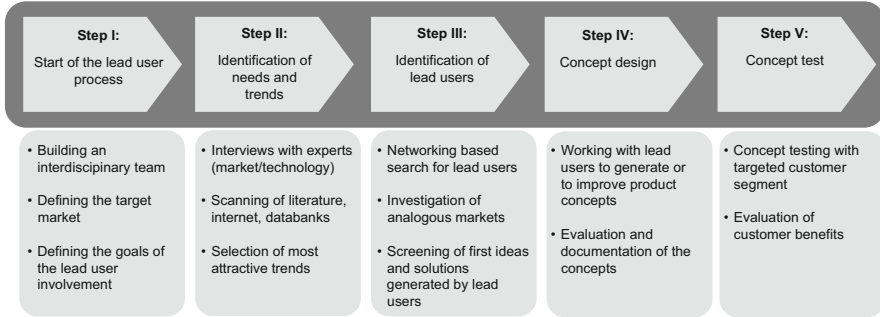 Step I:
Start of the lead user
process
Step II:
Identification of
needs and
trends
Step III:
Identification of
lead users
Step IV:
Concept design
Step V:
Concept test
• Building an
interdiscipinary team
• Defining the target
market
• Defining the goals of
the lead user
involvement
• Interviews with experts
(market/technology)
• Scanning of literature,
internet, databanks
• Selection of most
attractive trends
• Networking based
search for lead users
• Investigation of
analogous markets
• Screening of first ideas
and solutions
generated by lead
users
• Working with lead
users to generate or
to improve product
concepts
• Evaluation and
documentation of the
concepts
• Concept testing with
targeted customer
segment
• Evaluation of
customer benefits